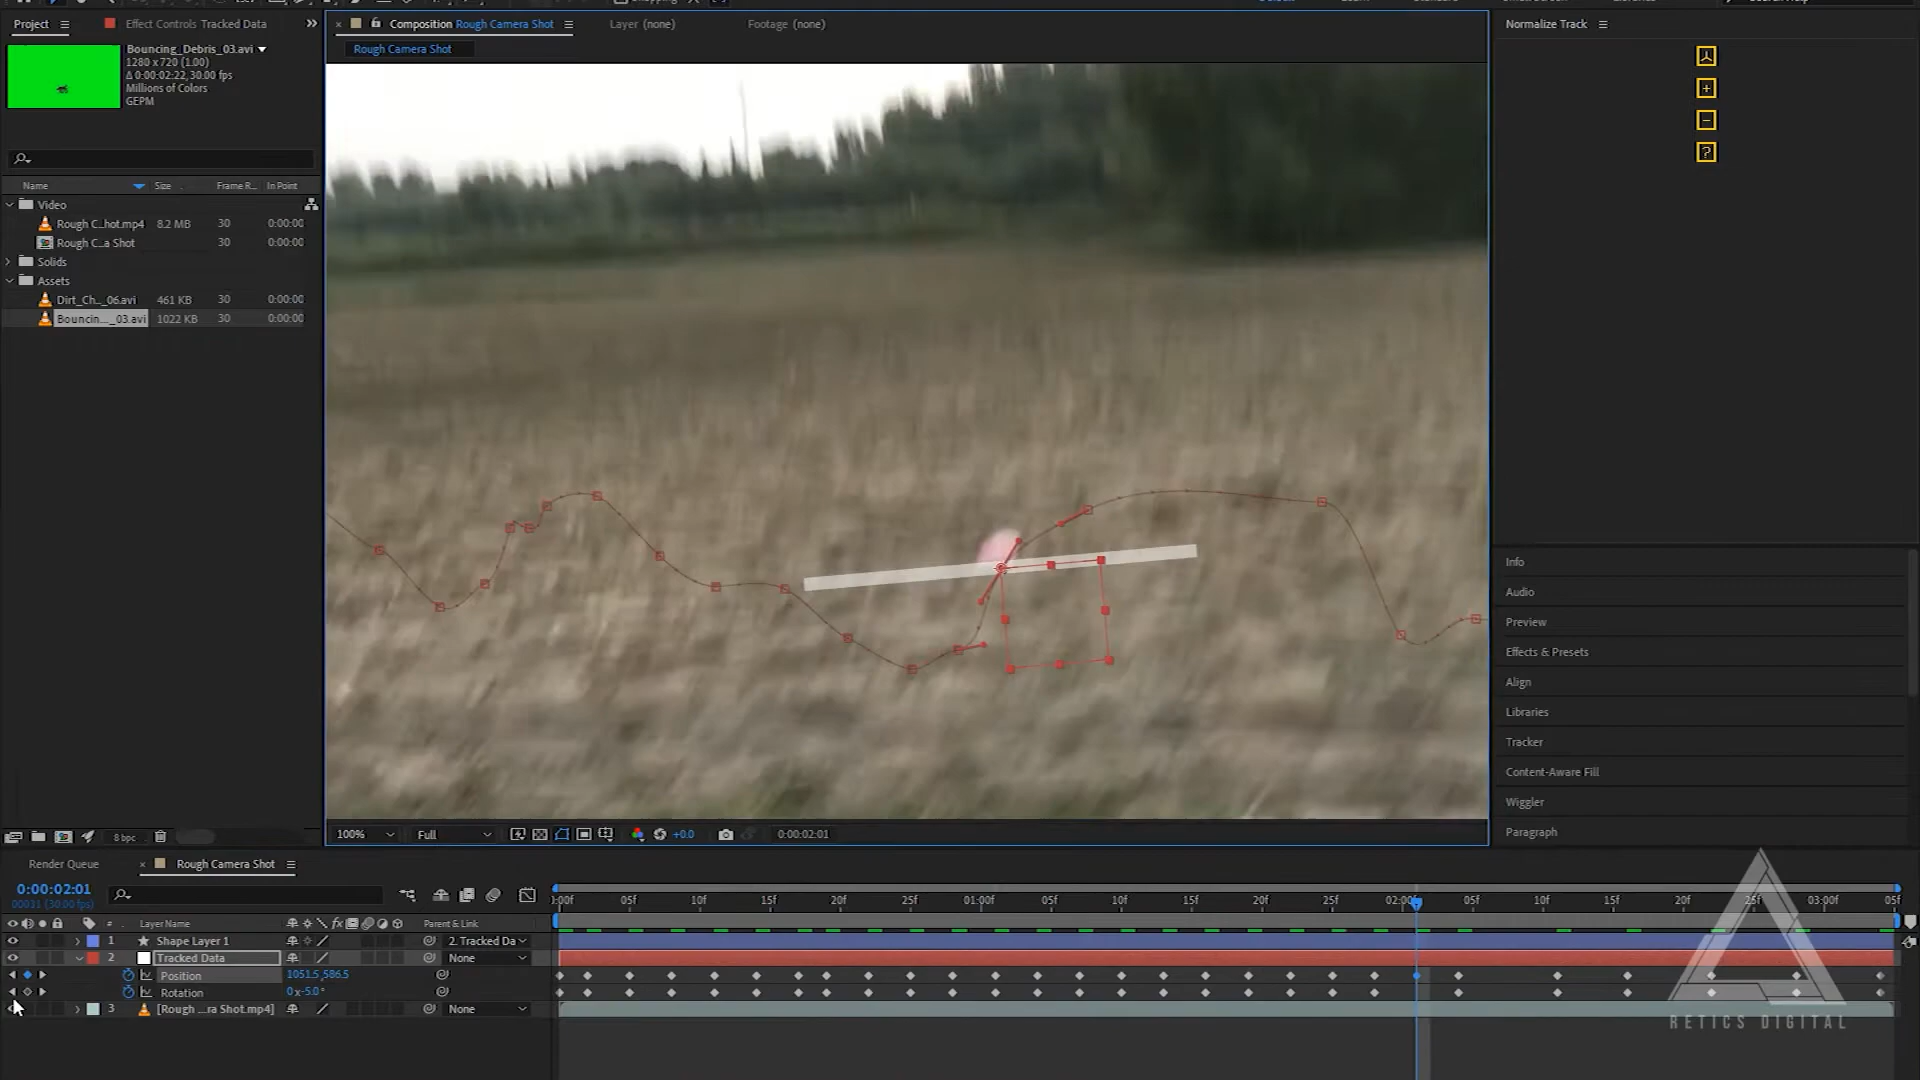 Project
Effect Controls Tracked Data
Composition Rough Camera Shot
Layer (none)
Footage (none)
Normalize Track
Rough Camera Shot
Bouncing_Debris_03.avi
1280 x 720 (1.00)
Δ 0:00:02:22, 30.00 fps
Millions of Colors
GEPM
Name
Size
Frame R...
In Point
Video
Rough C...hot.mp4 8.2 MB 30 0:00:00
Rough C...a Shot 30 0:00:00
Solids
Assets
Dirt_Ch..._06.avi 461 KB 30 0:00:00
Bouncin..._03.avi 1022 KB 30 0:00:00
Info
Audio
Preview
Effects & Presets
Align
Libraries
Tracker
Content-Aware Fill
Wiggler
Paragraph
8 bpc
100%
Full
+0.0
0:00:02:01
Render Queue
Rough Camera Shot
0:00:02:01
00031 (30.00 fps)
05f 10f 15f 20f 25f 01:00f 05f 10f 15f 20f 25f 02:00f 05f 10f 15f 20f 25f 03:00f 05f
# Layer Name
Parent & Link
1 Shape Layer 1 2. Tracked Da
2 Tracked Data None
Position 1051.5,586.5
Rotation 0x-5.0°
3 [Rough ...ra Shot.mp4] None
RETICS DIGITAL